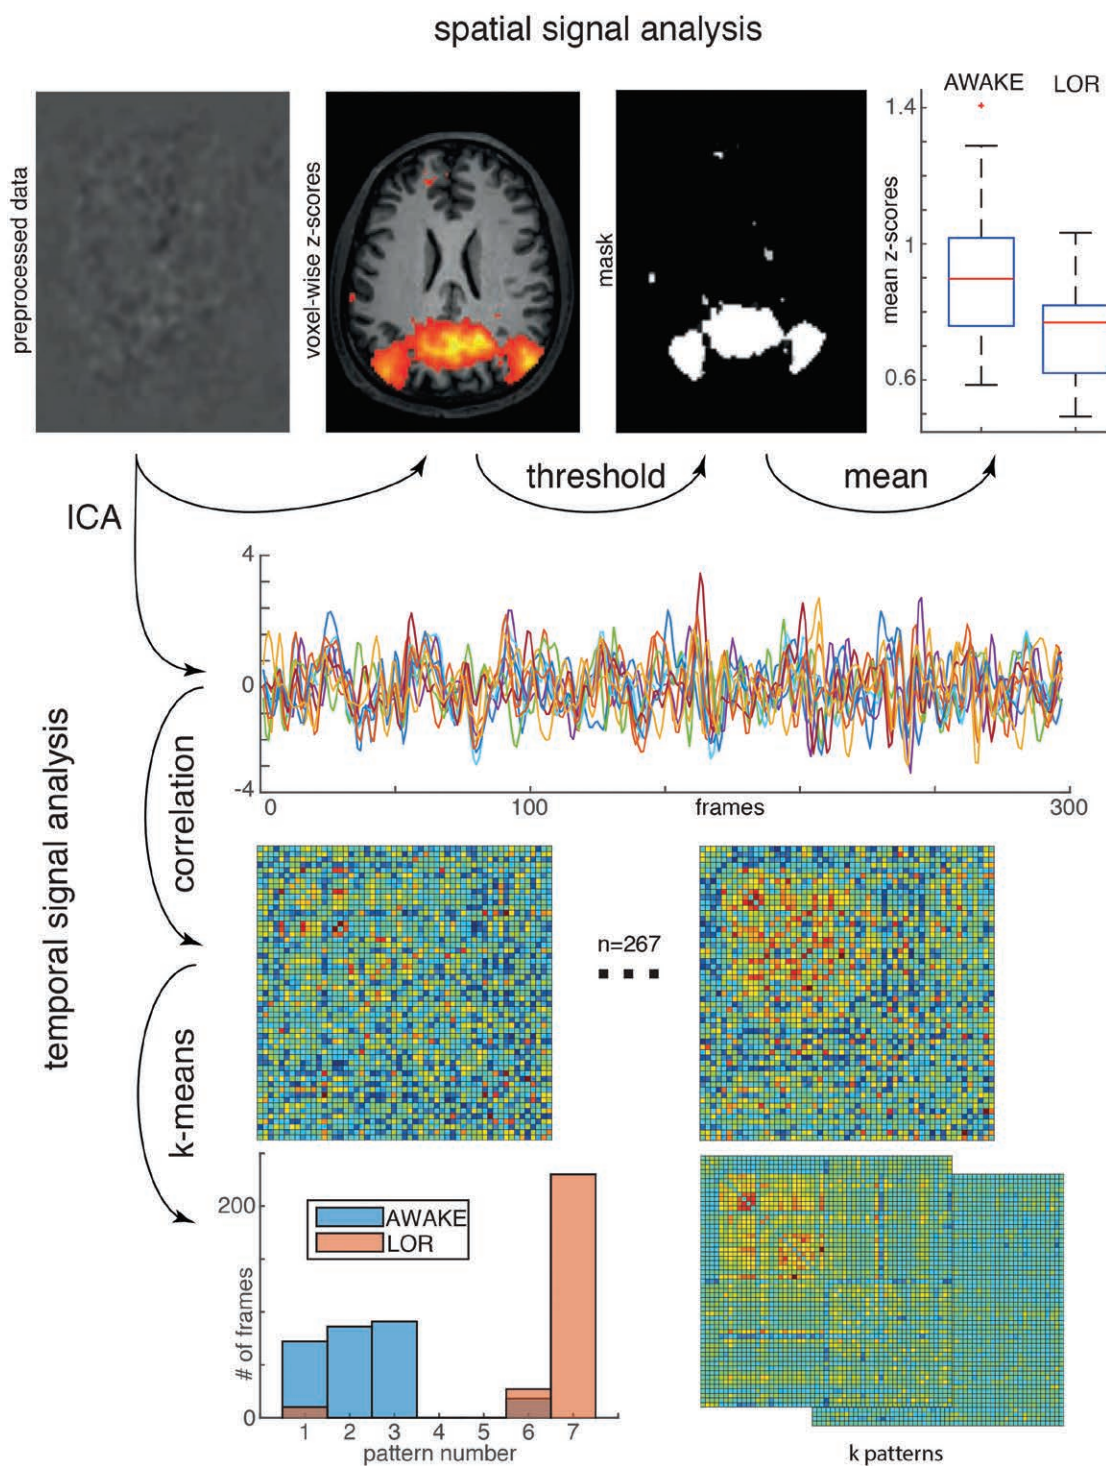 spatial signal analysis
preprocessed data
voxel-wise z-scores
mask
mean z-scores
AWAKE
LOR
1.4
1
0.6
threshold
mean
ICA
temporal signal analysis
4
0
-4
0
100
frames
300
correlation
n=267
k-means
200
0
# of frames
AWAKE
LOR
1 2 3 4 5 6 7
pattern number
k patterns